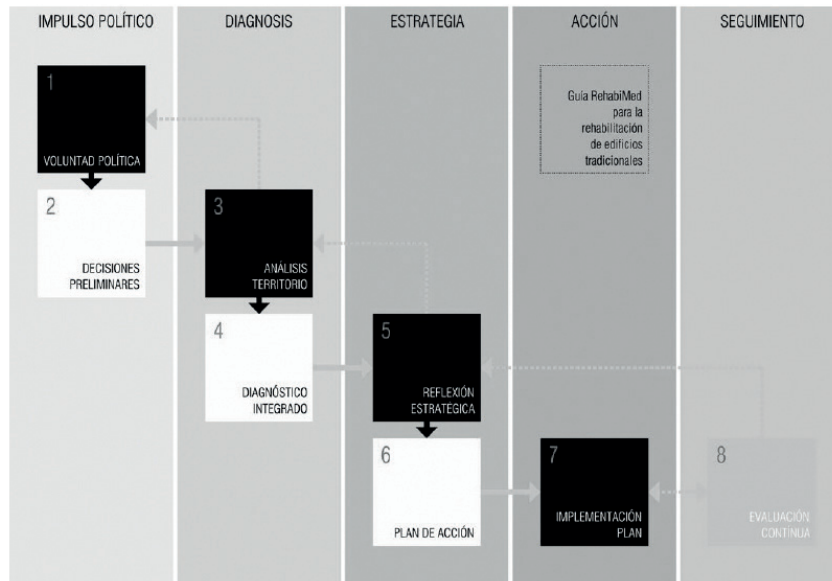 IMPULSO POLÍTICO
DIAGNOSIS
ESTRATEGIA
ACCIÓN
SEGUIMIENTO
1
VOLUNTAD POLÍTICA
Guía RehabiMed
para la
rehabilitación
de edificios
tradicionales
2
DECISIONES
PRELIMINARES
3
ANÁLISIS
TERRITORIO
4
DIAGNÓSTICO
INTEGRADO
5
REFLEXIÓN
ESTRATÉGICA
6
PLAN DE ACCIÓN
7
IMPLEMENTACIÓN
PLAN
8
EVALUACIÓN
CONTINUA